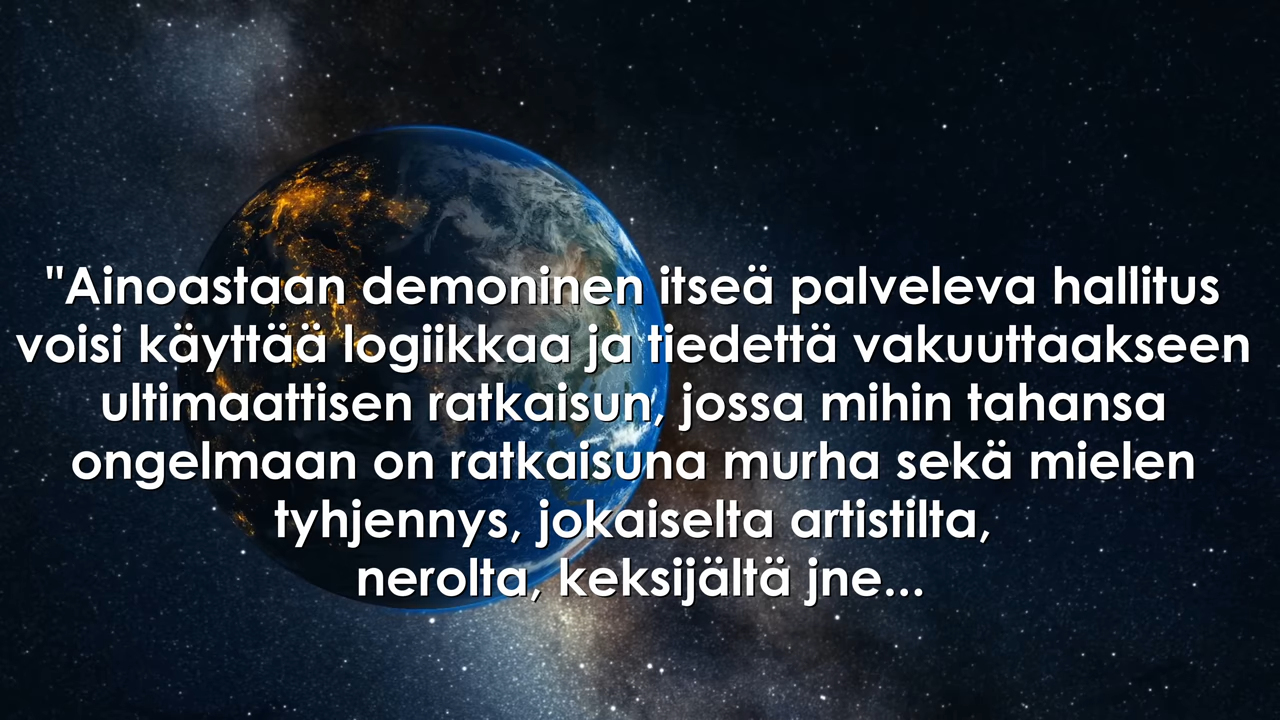 "Ainoastaan demoninen itseä palveleva hallitus
voisi käyttää logiikkaa ja tiedettä vakuuttaakseen
ultimaattisen ratkaisun, jossa mihin tahansa
ongelmaan on ratkaisuna murha sekä mielen
tyhjennys, jokaiselta artistilta,
nerolta, keksijältä jne...